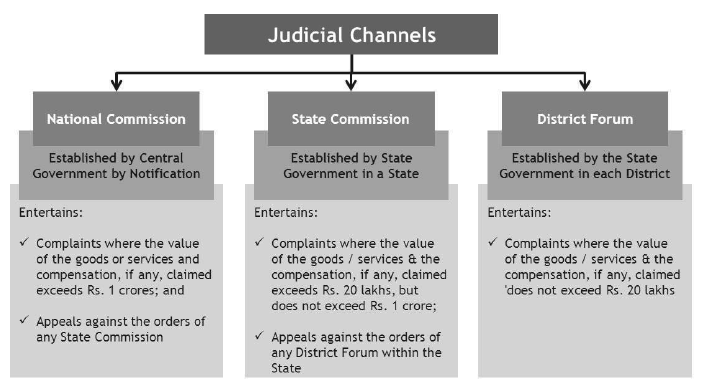 Judicial Channels
National Commission
Established by Central
Government by Notification
Entertains:
✓ Complaints where the value
of the goods or services and
compensation, if any, claimed
exceeds Rs. 1 crores; and
✓ Appeals against the orders of
any State Commission
State Commission
Established by State
Government in a State
Entertains:
✓ Complaints where the value
of the goods / services & the
compensation, if any, claimed
exceeds Rs. 20 lakhs, but
does not exceed Rs. 1 crore;
✓ Appeals against the orders of
any District Forum within the
State
District Forum
Established by the State
Government in each District
Entertains:
✓ Complaints where the value
of the goods / services & the
compensation, if any, claimed
'does not exceed Rs. 20 lakhs